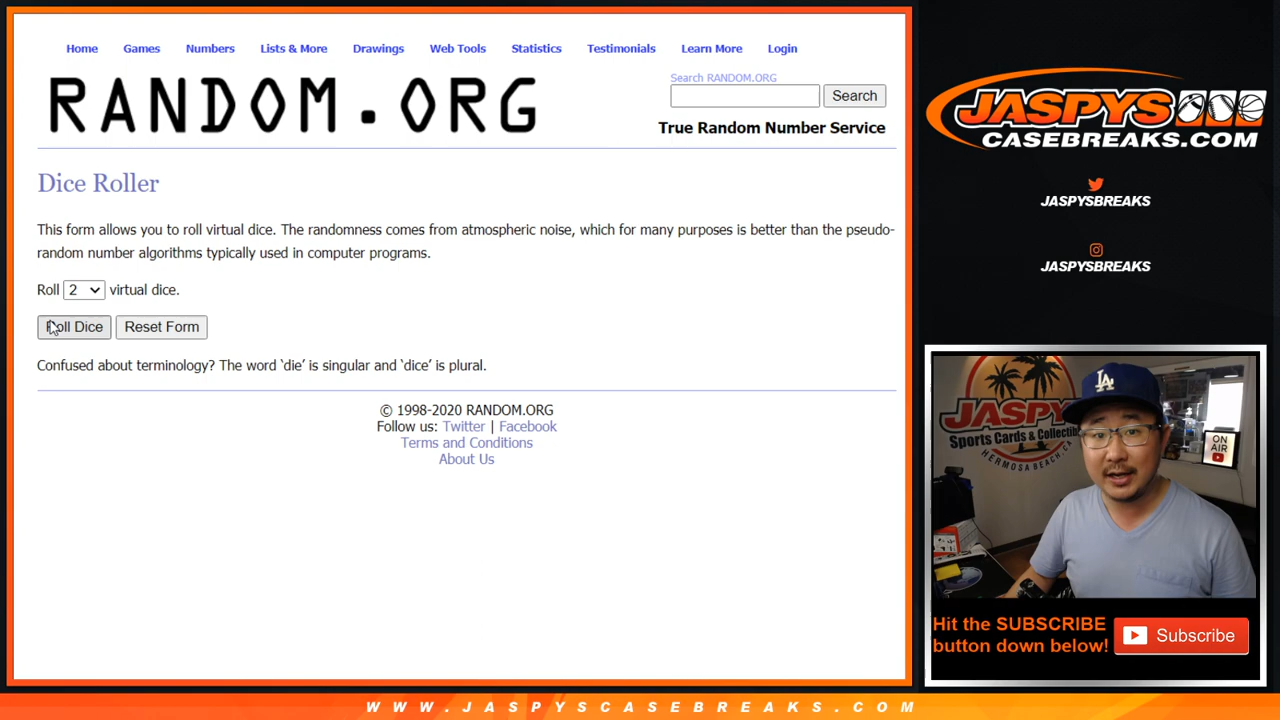 Home Games Numbers Lists & More Drawings Web Tools Statistics Testimonials Learn More Login
RANDOM.ORG
Search RANDOM.ORG
Search
True Random Number Service
Dice Roller
This form allows you to roll virtual dice. The randomness comes from atmospheric noise, which for many purposes is better than the pseudo-
random number algorithms typically used in computer programs.
Roll 2 virtual dice.
Roll Dice Reset Form
Confused about terminology? The word ‘die’ is singular and ‘dice’ is plural.
© 1998-2020 RANDOM.ORG
Follow us: Twitter | Facebook
Terms and Conditions
About Us
JASPYS
CASEBREAKS.COM
JASPYSBREAKS
JASPYSBREAKS
JASPYS
Sports Cards & Collectib
HERMOSA BEACH, CA
LA
ON
AIR
Hit the SUBSCRIBE
button down below!
Subscribe
WWW.JASPYSCASEBREAKS.COM